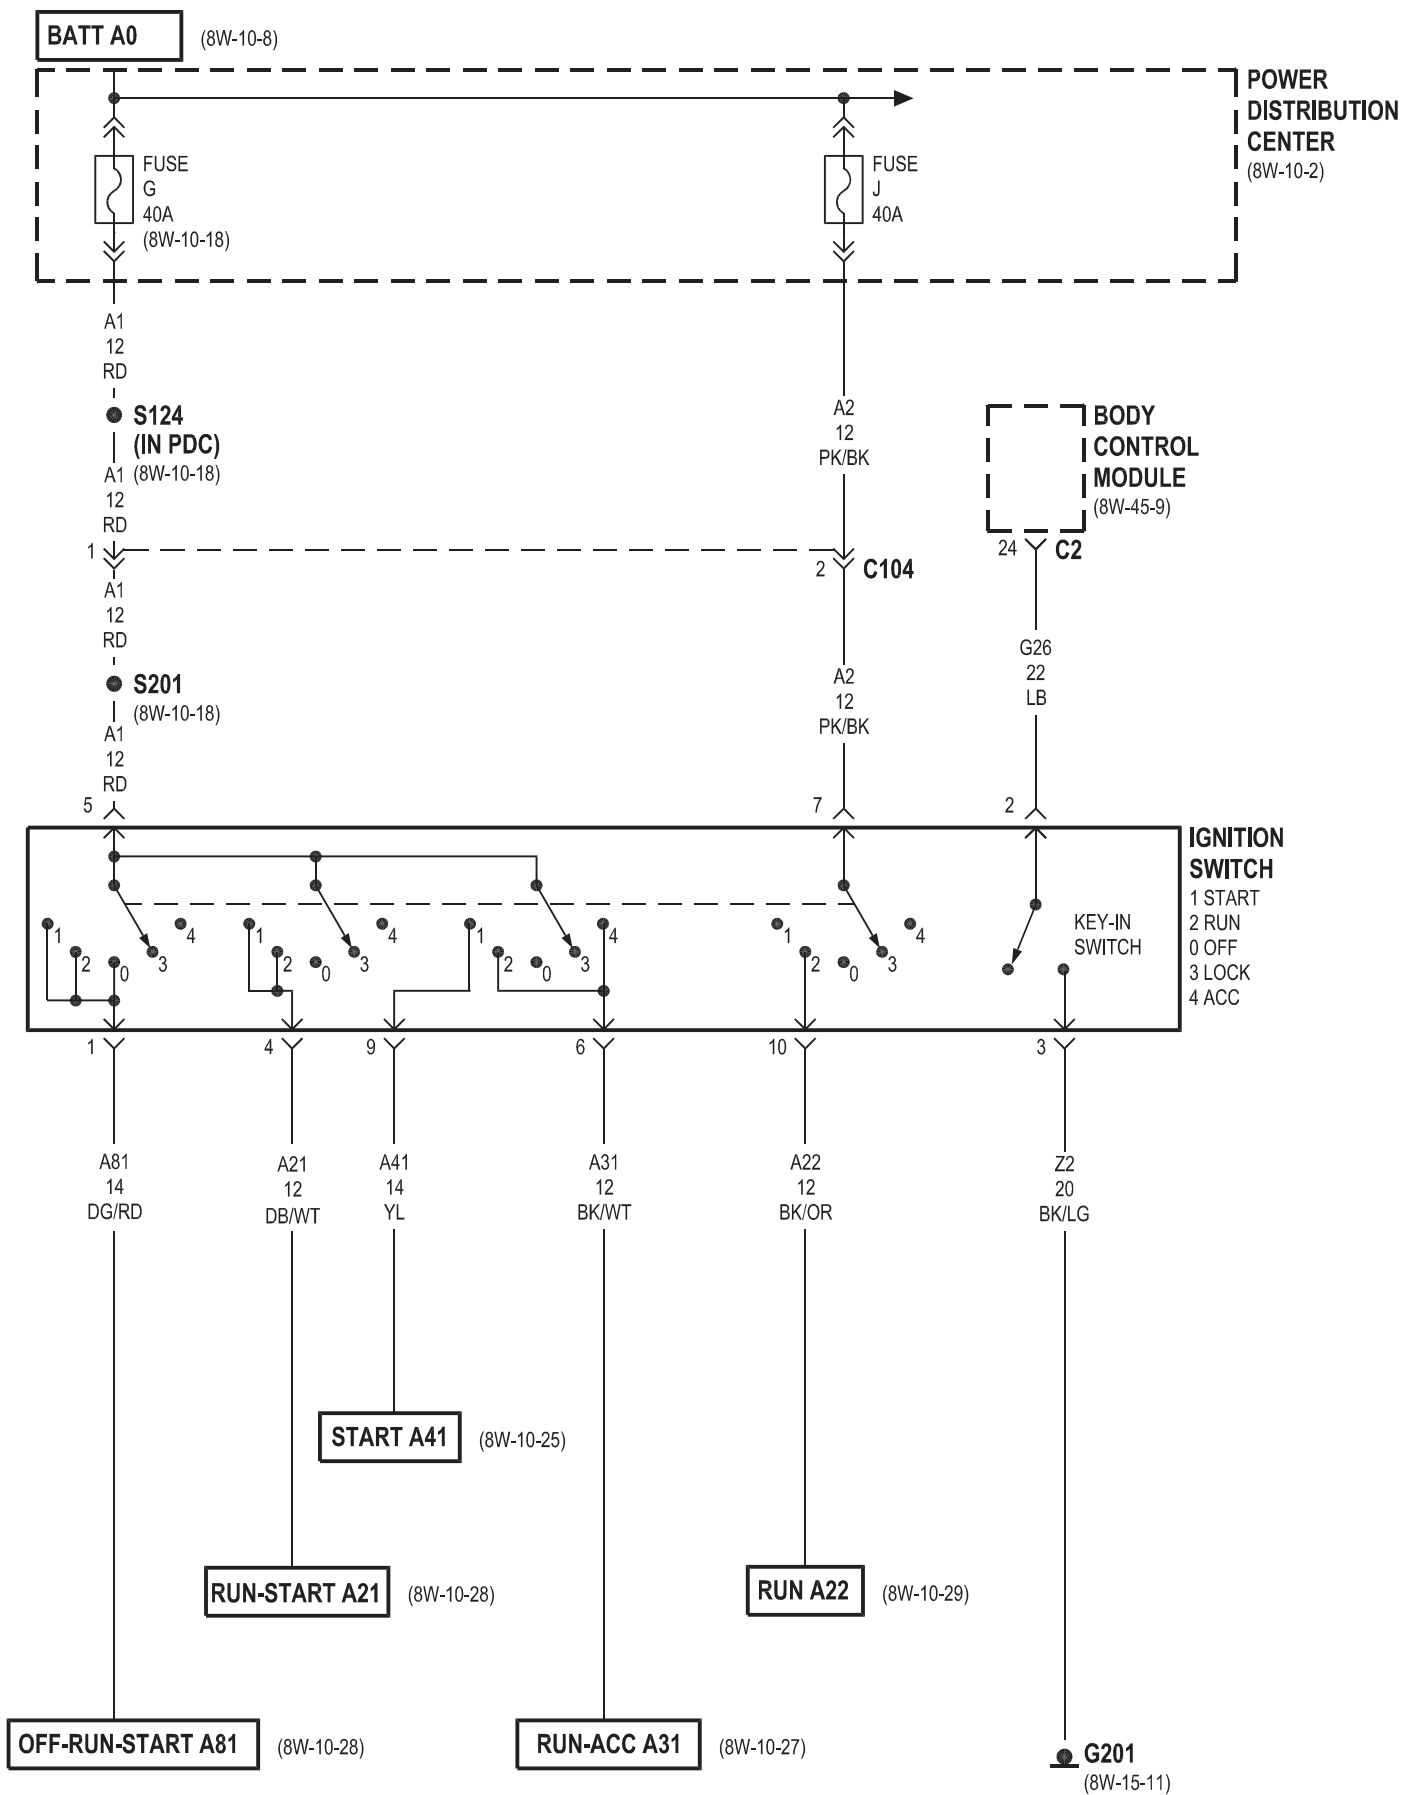 BATT A0 (8W-10-8)
POWER
DISTRIBUTION
CENTER
(8W-10-2)
FUSE
G
40A
(8W-10-18)
FUSE
J
40A
A1
12
RD
S124
(IN PDC)
(8W-10-18)
A1
12
RD
A2
12
PK/BK
BODY
CONTROL
MODULE
(8W-45-9)
24 C2
1
2 C104
A1
12
RD
S201
(8W-10-18)
A1
12
RD
A2
12
PK/BK
G26
22
LB
5 7 2
IGNITION
SWITCH
1 START
2 RUN
0 OFF
3 LOCK
4 ACC
1 2 0 3 4
1 2 0 3 4
1 2 0 3 4
1 2 0 3 4
KEY-IN
SWITCH
1 4 9 6 10 3
A81
14
DG/RD
A21
12
DB/WT
A41
14
YL
A31
12
BK/WT
A22
12
BK/OR
Z2
20
BK/LG
START A41 (8W-10-25)
RUN-START A21 (8W-10-28)
RUN A22 (8W-10-29)
OFF-RUN-START A81 (8W-10-28)
RUN-ACC A31 (8W-10-27)
G201
(8W-15-11)